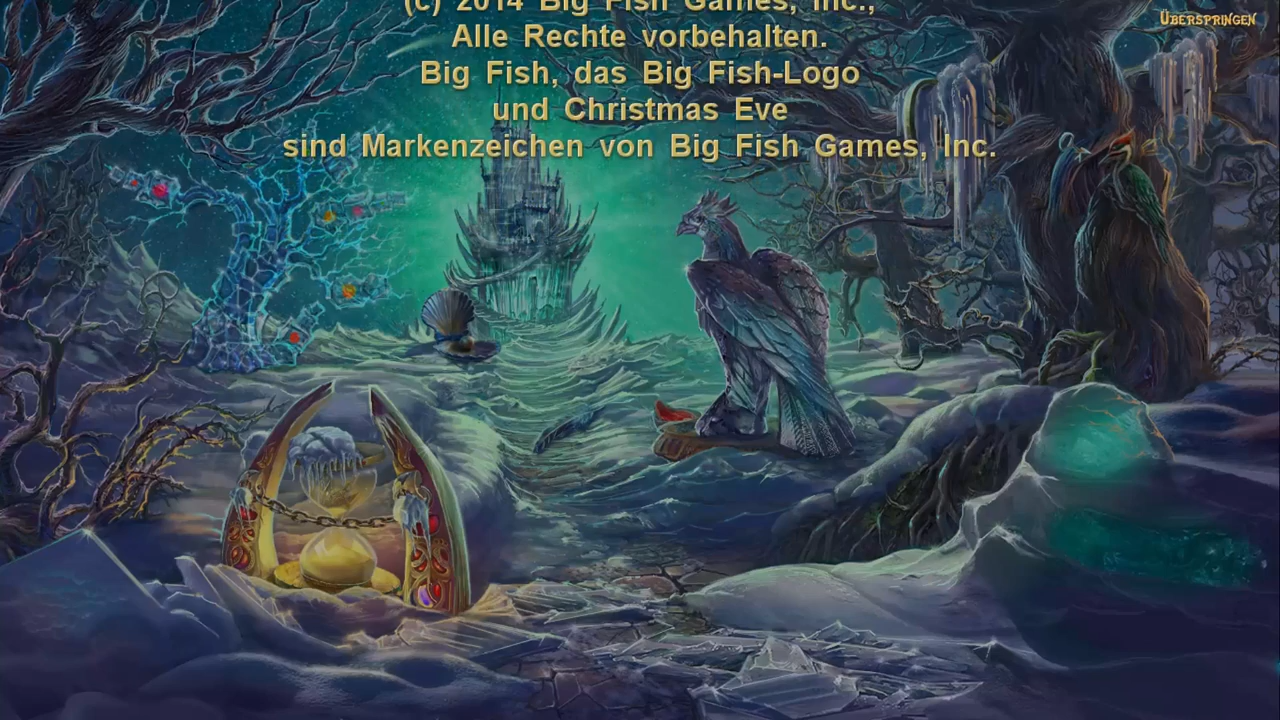 (c) 2014 Big Fish Games, Inc.,
ÜBERSPRINGEN
Alle Rechte vorbehalten.
Big Fish, das Big Fish-Logo
und Christmas Eve
sind Markenzeichen von Big Fish Games, Inc.